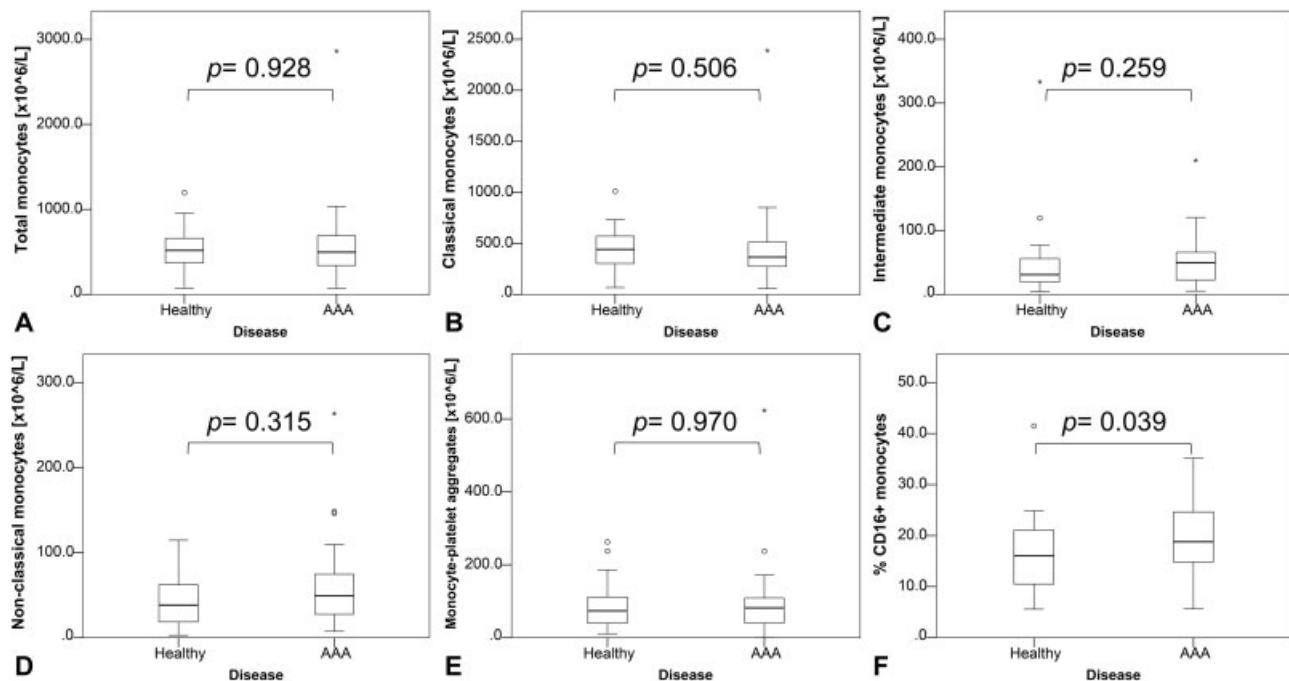 Total monocytes [x10^6/L]
3000.0
2000.0
1000.0
.0
p= 0.928
Healthy
AAA
Disease
A
Classical monocytes [x10^6/L]
2500.0
2000.0
1500.0
1000.0
500.0
.0
p= 0.506
Healthy
AAA
Disease
B
Intermediate monocytes [x10^6/L]
400.0
300.0
200.0
100.0
.0
p= 0.259
Healthy
AAA
Disease
C
Non-classical monocytes [x10^6/L]
300.0
200.0
100.0
.0
p= 0.315
Healthy
AAA
Disease
D
Monocyte-platelet aggregates [x10^6/L]
600.0
400.0
200.0
.0
p= 0.970
Healthy
AAA
Disease
E
% CD16+ monocytes
50.0
40.0
30.0
20.0
10.0
.0
p= 0.039
Healthy
AAA
Disease
F